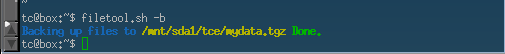 tc@box:~$ filetool.sh -b
Backing up files to /mnt/sda1/tce/mydata.tgz Done.
tc@box:~$